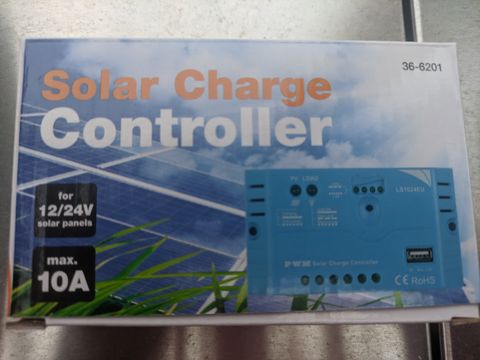 36-6201
Solar Charge
Controller
for
12/24V
solar panels
max.
10A
PV LOAD
LS1024EU
PWM Solar Charge Controller
CE RoHS